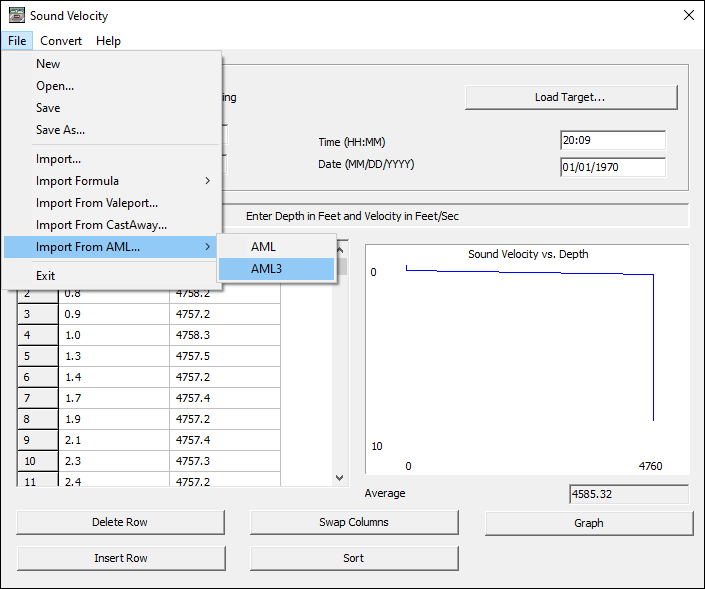 Sound Velocity
File Convert Help
New
Open...
Save
Save As...
Import...
Import Formula
Import From Valeport...
Import From CastAway...
Import From AML...
Exit
AML
AML3
Load Target...
Time (HH:MM) 20:09
Date (MM/DD/YYYY) 01/01/1970
Enter Depth in Feet and Velocity in Feet/Sec
2 0.8 4758.2
3 0.9 4757.2
4 1.0 4758.3
5 1.3 4757.5
6 1.4 4757.2
7 1.7 4757.4
8 1.9 4757.2
9 2.1 4757.4
10 2.3 4757.3
11 2.4 4757.2
Sound Velocity vs. Depth
0
10
0 4760
Average 4585.32
Delete Row Swap Columns Graph
Insert Row Sort